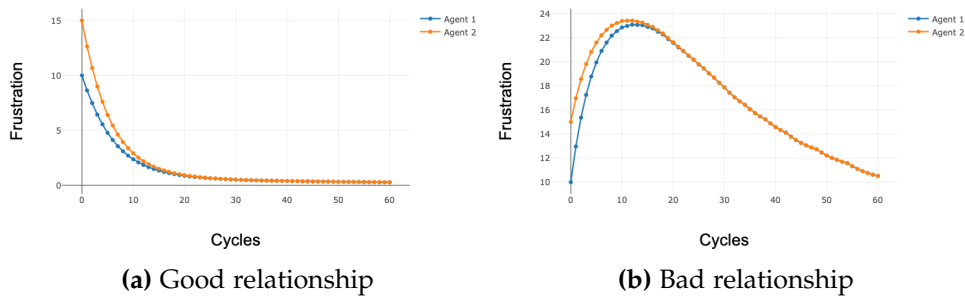 Agent 1
Agent 2
15
10
5
0
Frustration
0
10
20
30
40
50
60
Cycles
(a) Good relationship
Agent 1
Agent 2
24
22
20
18
16
14
12
10
Frustration
0
10
20
30
40
50
60
Cycles
(b) Bad relationship